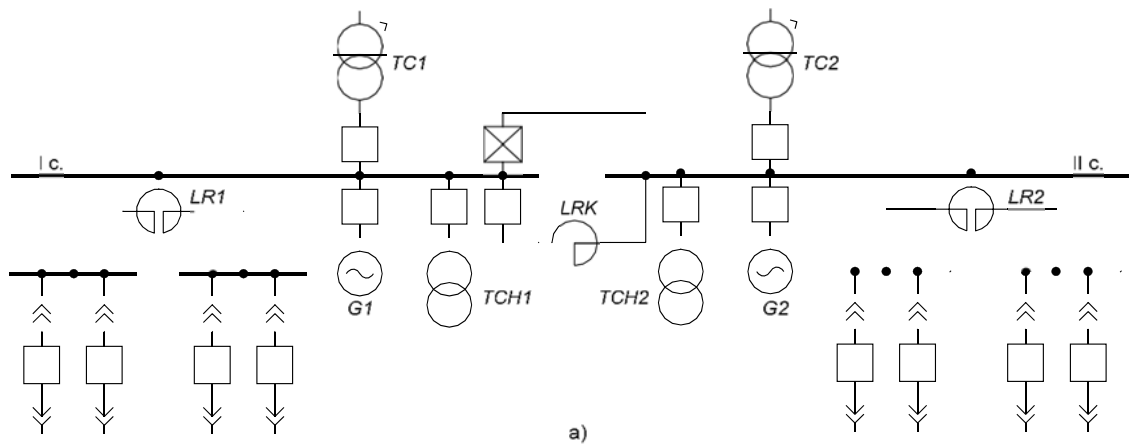 TC1
TC2
I c.
II c.
LR1
LRK
LR2
G1
TCH1
TCH2
G2
a)